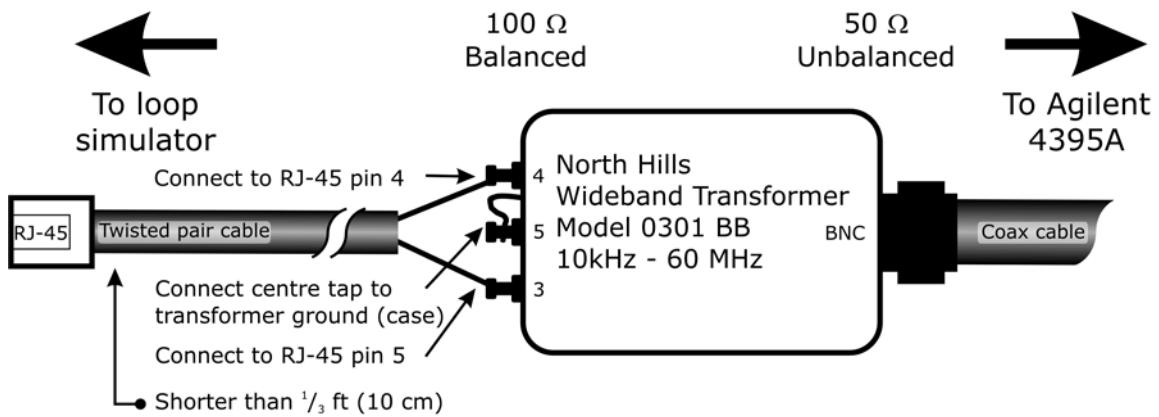 100 Ω
Balanced
50 Ω
Unbalanced
To loop
simulator
To Agilent
4395A
Connect to RJ-45 pin 4
4
North Hills
Wideband Transformer
Model 0301 BB
10kHz - 60 MHz
RJ-45
Twisted pair cable
5
BNC
Coax cable
Connect centre tap to
transformer ground (case)
3
Connect to RJ-45 pin 5
Shorter than 1/3 ft (10 cm)